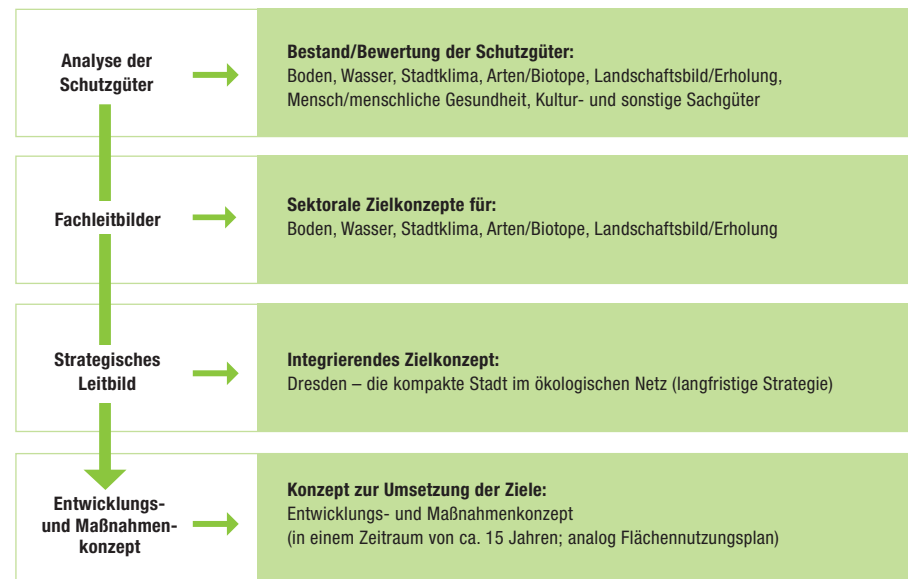 Analyse der
Schutzgüter
Bestand/Bewertung der Schutzgüter:
Boden, Wasser, Stadtklima, Arten/Biotope, Landschaftsbild/Erholung,
Mensch/menschliche Gesundheit, Kultur- und sonstige Sachgüter
Fachleitbilder
Sektorale Zielkonzepte für:
Boden, Wasser, Stadtklima, Arten/Biotope, Landschaftsbild/Erholung
Strategisches
Leitbild
Integrierendes Zielkonzept:
Dresden – die kompakte Stadt im ökologischen Netz (langfristige Strategie)
Entwicklungs-
und Maßnahmen-
konzept
Konzept zur Umsetzung der Ziele:
Entwicklungs- und Maßnahmenkonzept
(in einem Zeitraum von ca. 15 Jahren; analog Flächennutzungsplan)